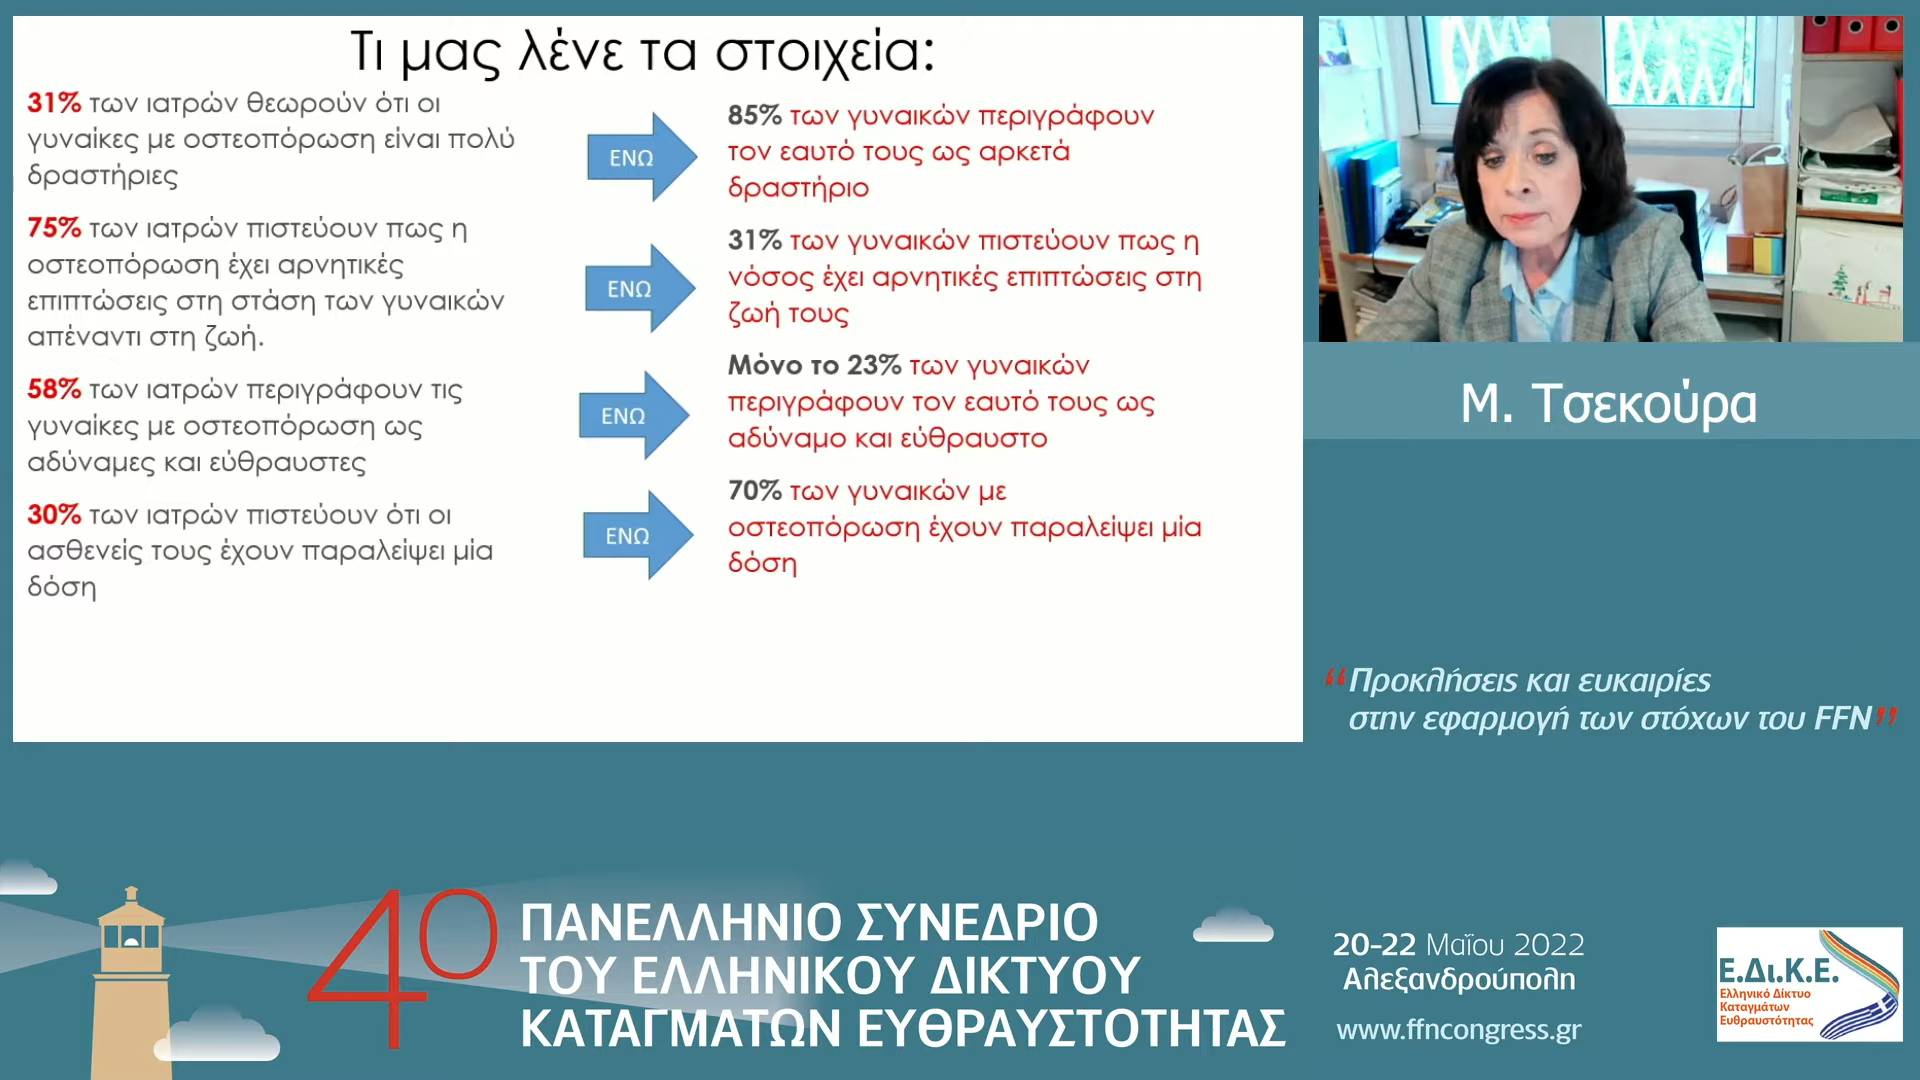 Τι μας λένε τα στοιχεία:
31% των ιατρών θεωρούν ότι οι
γυναίκες με οστεοπόρωση είναι πολύ
δραστήριες
ΕΝΩ
85% των γυναικών περιγράφουν
τον εαυτό τους ως αρκετά
δραστήριο
75% των ιατρών πιστεύουν πως η
οστεοπόρωση έχει αρνητικές
επιπτώσεις στη στάση των γυναικών
απέναντι στη ζωή.
ΕΝΩ
31% των γυναικών πιστεύουν πως η
νόσος έχει αρνητικές επιπτώσεις στη
ζωή τους
58% των ιατρών περιγράφουν τις
γυναίκες με οστεοπόρωση ως
αδύναμες και εύθραυστες
ΕΝΩ
Μόνο το 23% των γυναικών
περιγράφουν τον εαυτό τους ως
αδύναμο και εύθραυστο
30% των ιατρών πιστεύουν ότι οι
ασθενείς τους έχουν παραλείψει μία
δόση
ΕΝΩ
70% των γυναικών με
οστεοπόρωση έχουν παραλείψει μία
δόση
Μ. Τσεκούρα
“Προκλήσεις και ευκαιρίες
στην εφαρμογή των στόχων του FFN”
4ο ΠΑΝΕΛΛΗΝΙΟ ΣΥΝΕΔΡΙΟ
ΤΟΥ ΕΛΛΗΝΙΚΟΥ ΔΙΚΤΥΟΥ
ΚΑΤΑΓΜΑΤΩΝ ΕΥΘΡΑΥΣΤΟΤΗΤΑΣ
20-22 Μαΐου 2022
Αλεξανδρούπολη
www.ffncongress.gr
Ε.Δι.Κ.Ε.
Ελληνικό Δίκτυο
Καταγμάτων
Ευθραυστότητας